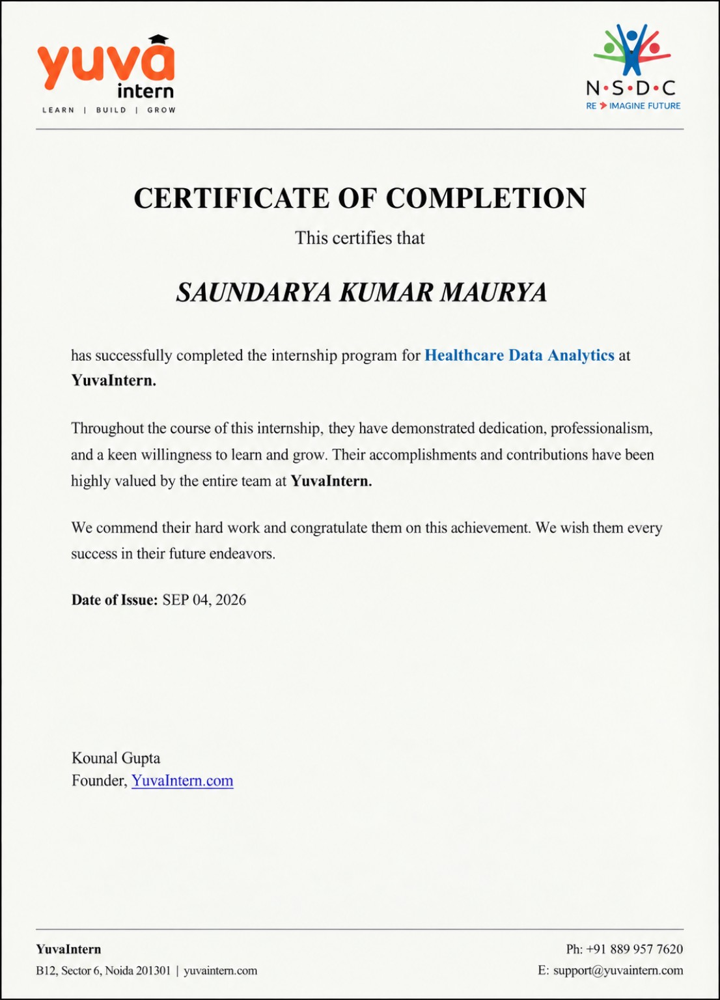 yuva
intern
LEARN | BUILD | GROW
N•S•D•C
RE IMAGINE FUTURE
CERTIFICATE OF COMPLETION
This certifies that
SAUNDARYA KUMAR MAURYA
has successfully completed the internship program for Healthcare Data Analytics at
YuvaIntern.
Throughout the course of this internship, they have demonstrated dedication, professionalism,
and a keen willingness to learn and grow. Their accomplishments and contributions have been
highly valued by the entire team at YuvaIntern.
We commend their hard work and congratulate them on this achievement. We wish them every
success in their future endeavors.
Date of Issue: SEP 04, 2026
Kounal Gupta
Founder, YuvaIntern.com
YuvaIntern
B12, Sector 6, Noida 201301 | yuvaintern.com
Ph: +91 889 957 7620
E: support@yuvaintern.com